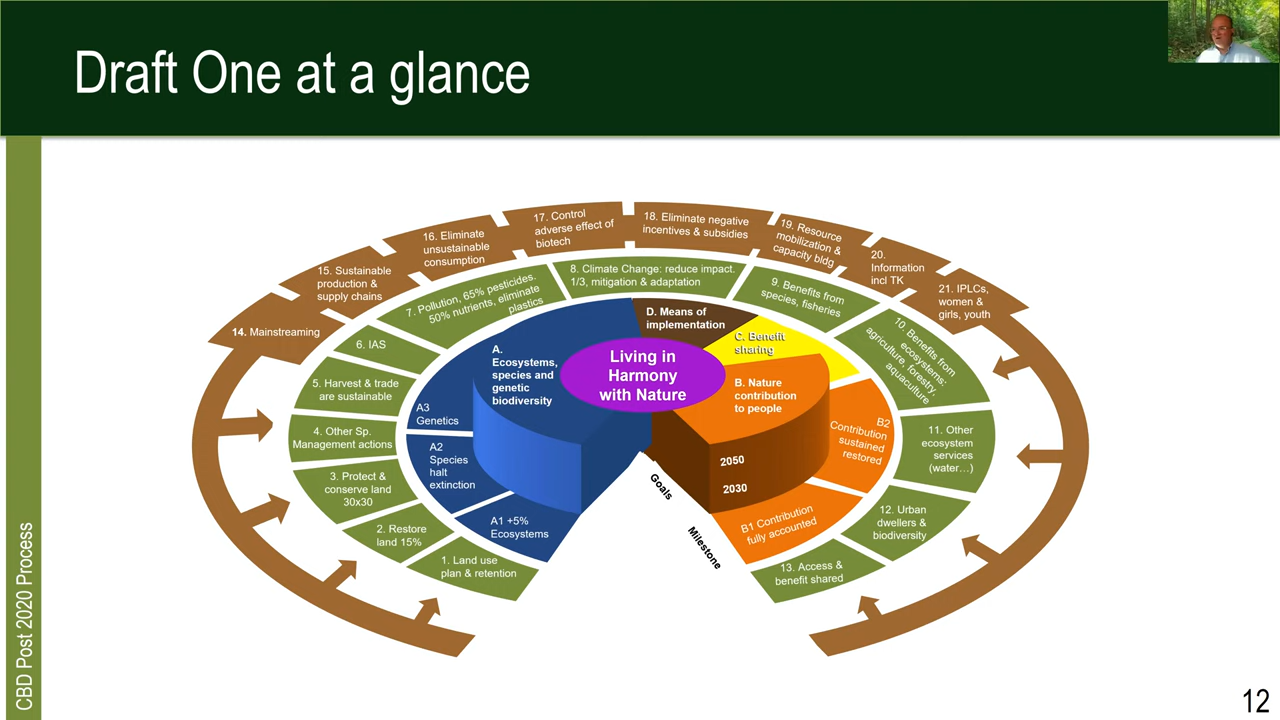 Draft One at a glance
17. Control
adverse effect of
biotech
18. Eliminate negative
incentives & subsidies
19. Resource
mobilization &
capacity bldg
16. Eliminate
unsustainable
consumption
20.
Information
incl TK
15. Sustainable
production &
supply chains
21. IPLCs,
women &
girls, youth
14. Mainstreaming
7. Pollution, 65% pesticides.
50% nutrients, eliminate
plastics
8. Climate Change: reduce impact.
1/3, mitigation & adaptation
9. Benefits from
species, fisheries
6. IAS
10. Benefits from
ecosystems:
agriculture, forestry,
aquaculture
5. Harvest & trade
are sustainable
4. Other Sp.
Management actions
11. Other
ecosystem
services
(water…)
3. Protect &
conserve land
30x30
2. Restore
land 15%
12. Urban
dwellers &
biodiversity
1. Land use
plan & retention
13. Access &
benefit shared
D. Means of
implementation
C. Benefit
sharing
A.
Ecosystems,
species and
genetic
biodiversity
Living in
Harmony
with Nature
B. Nature
contribution
to people
A3
Genetics
A2
Species
halt
extinction
A1 +5%
Ecosystems
B2
Contribution
sustained
restored
B1 Contribution
fully accounted
2050
2030
Goals
Milestone
CBD Post 2020 Process
12